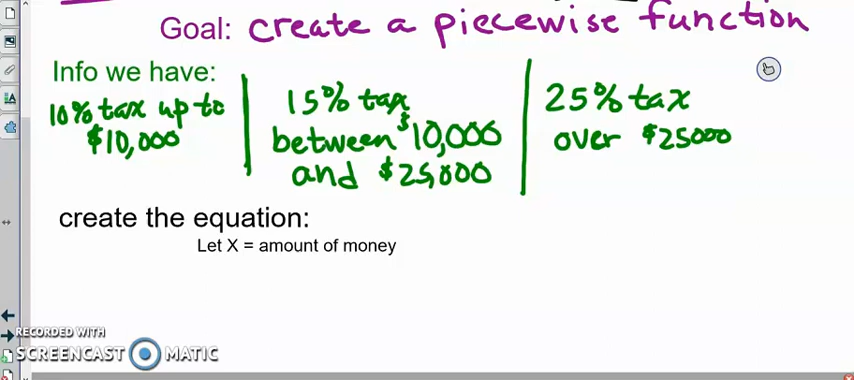 Goal: create a piecewise function
Info we have:
10% tax up to
$10,000
15% tax
between $10,000
and $25,000
25% tax
over $25000
create the equation:
Let X = amount of money
RECORDED WITH
SCREENCAST MATIC